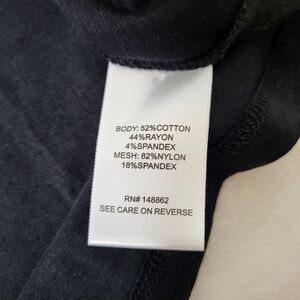 BODY: 52%COTTON
44%RAYON
4%SPANDEX
MESH: 82%NYLON
18%SPANDEX
RN# 148862
SEE CARE ON REVERSE